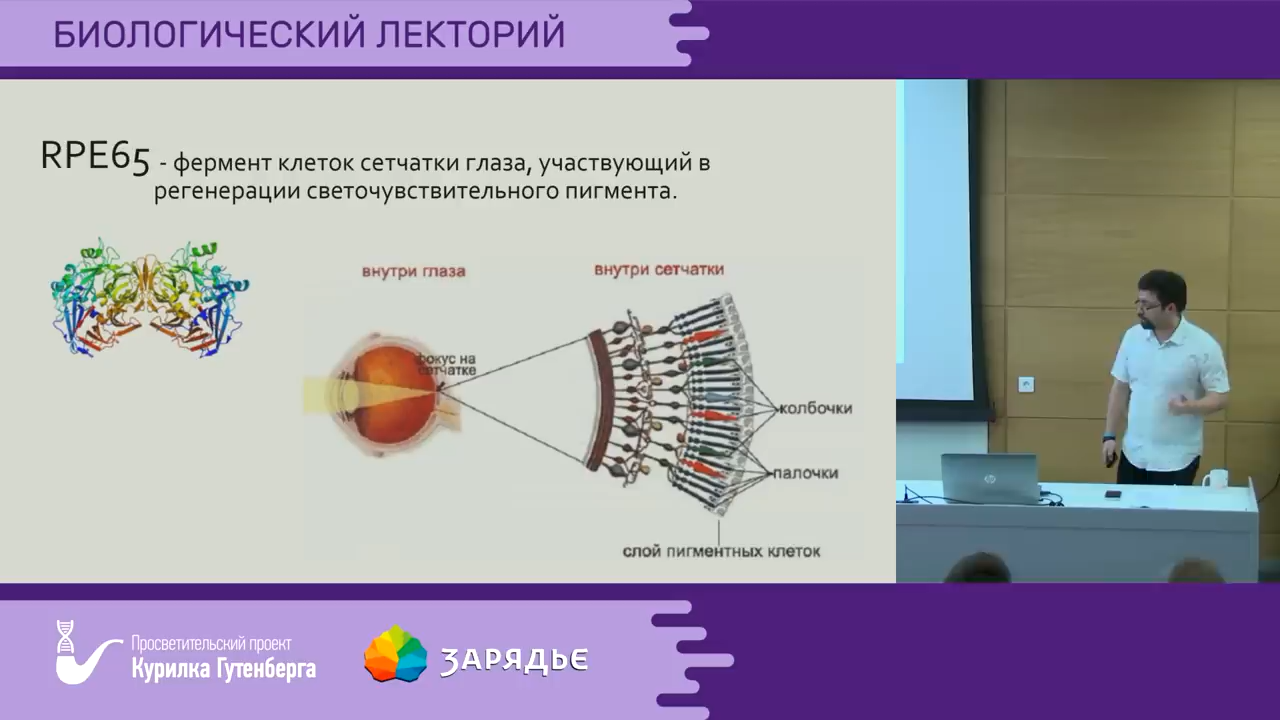 БИОЛОГИЧЕСКИЙ ЛЕКТОРИЙ
RPE65 - фермент клеток сетчатки глаза, участвующий в
регенерации светочувствительного пигмента.
внутри глаза
внутри сетчатки
фокус на
сетчатке
колбочки
палочки
слой пигментных клеток
hp
Просветительский проект
Курилка Гутенберга
ЗАРЯДЬЕ